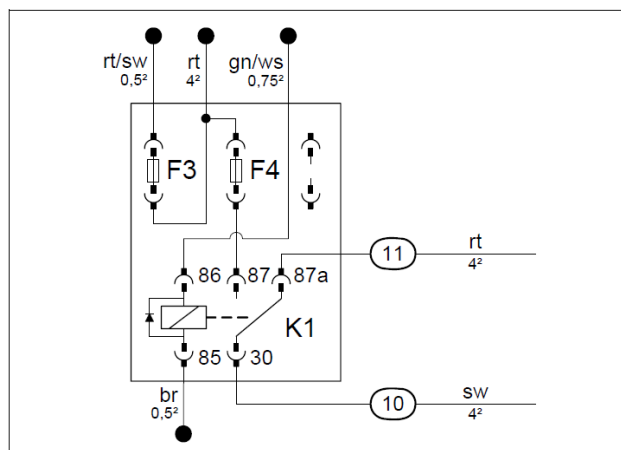 rt/sw rt gn/ws
0,5² 4² 0,75²
F3 F4
11 rt
4²
86 87 87a
K1
85 30
br
0,5²
10 sw
4²